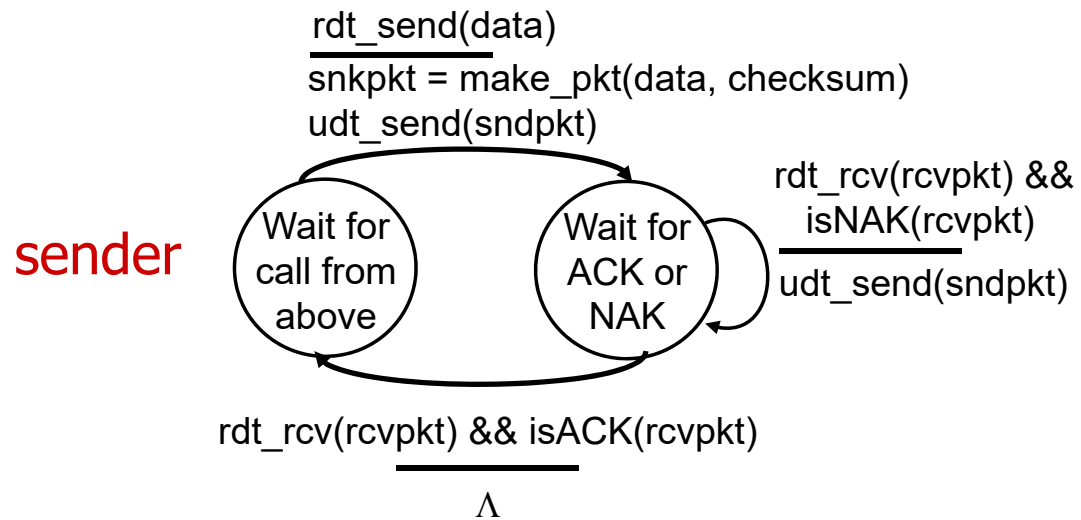 rdt_send(data)
snkpkt = make_pkt(data, checksum)
udt_send(sndpkt)
sender
Wait for
call from
above
Wait for
ACK or
NAK
rdt_rcv(rcvpkt) &&
isNAK(rcvpkt)
udt_send(sndpkt)
rdt_rcv(rcvpkt) && isACK(rcvpkt)
Λ